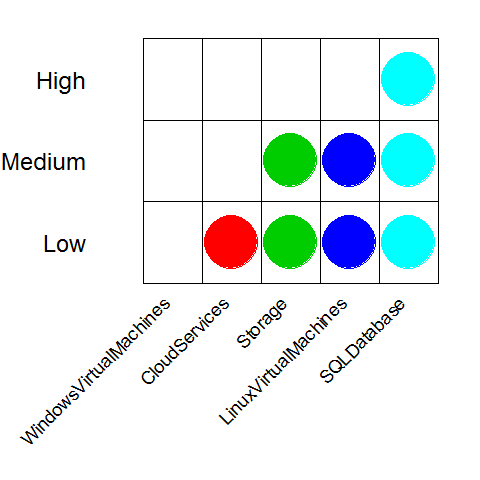 High
Medium
Low
WindowsVirtualMachines
CloudServices
Storage
LinuxVirtualMachines
SQLDatabase